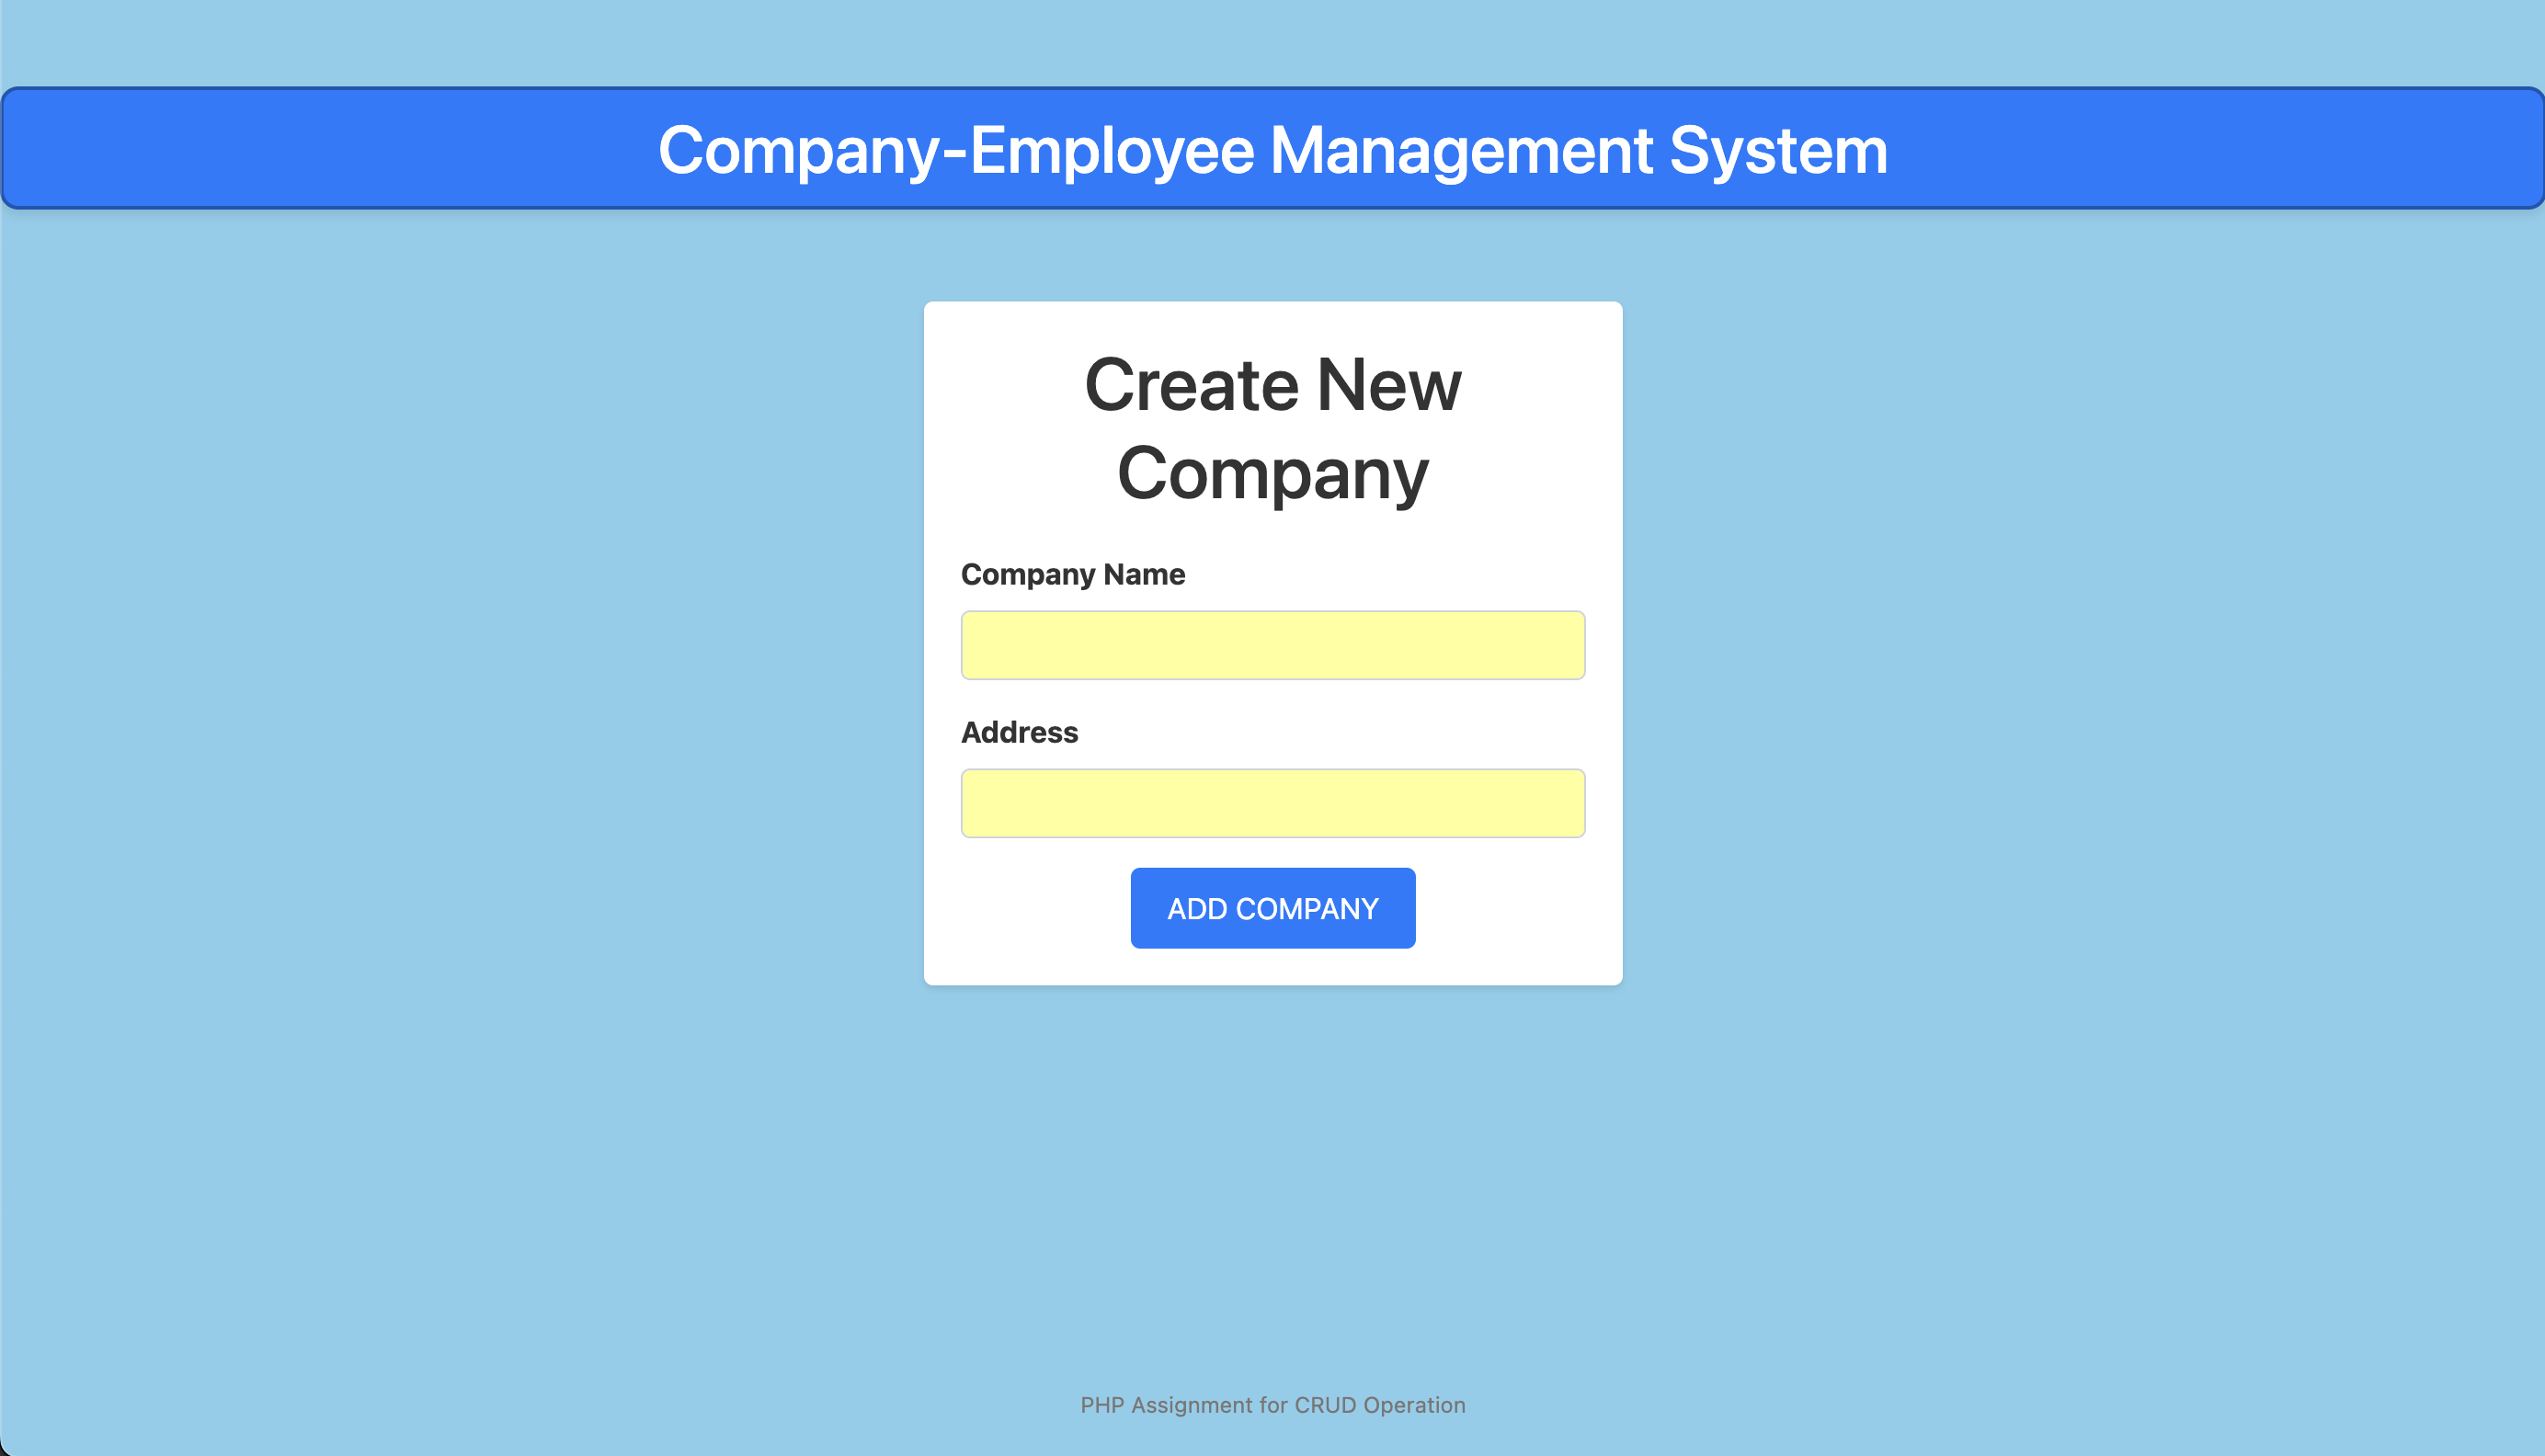 Company-Employee Management System
Create New
Company
Company Name
Address
ADD COMPANY
PHP Assignment for CRUD Operation